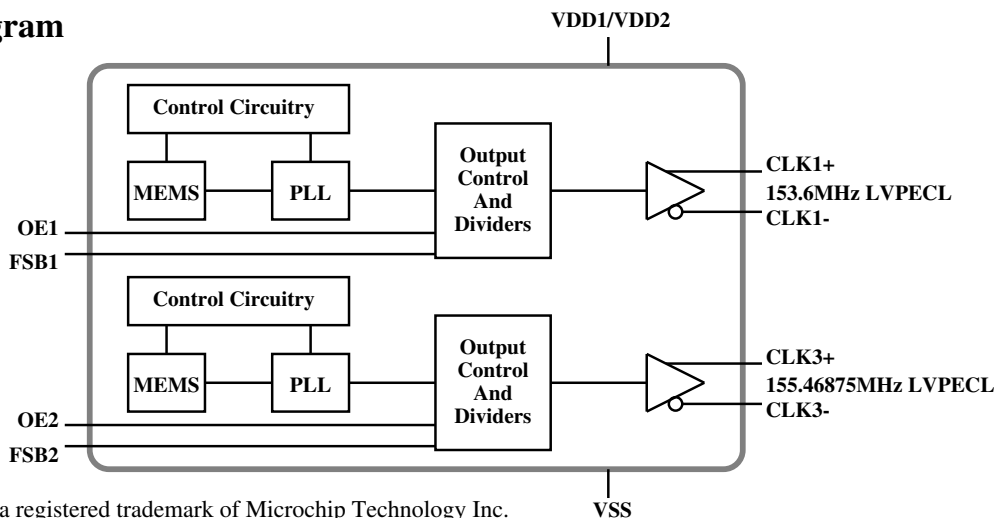 gram
VDD1/VDD2
Control Circuitry
MEMS
PLL
Output
Control
And
Dividers
CLK1+
153.6MHz LVPECL
CLK1-
OE1
FSB1
Control Circuitry
MEMS
PLL
Output
Control
And
Dividers
CLK3+
155.46875MHz LVPECL
CLK3-
OE2
FSB2
a registered trademark of Microchip Technology Inc.
VSS